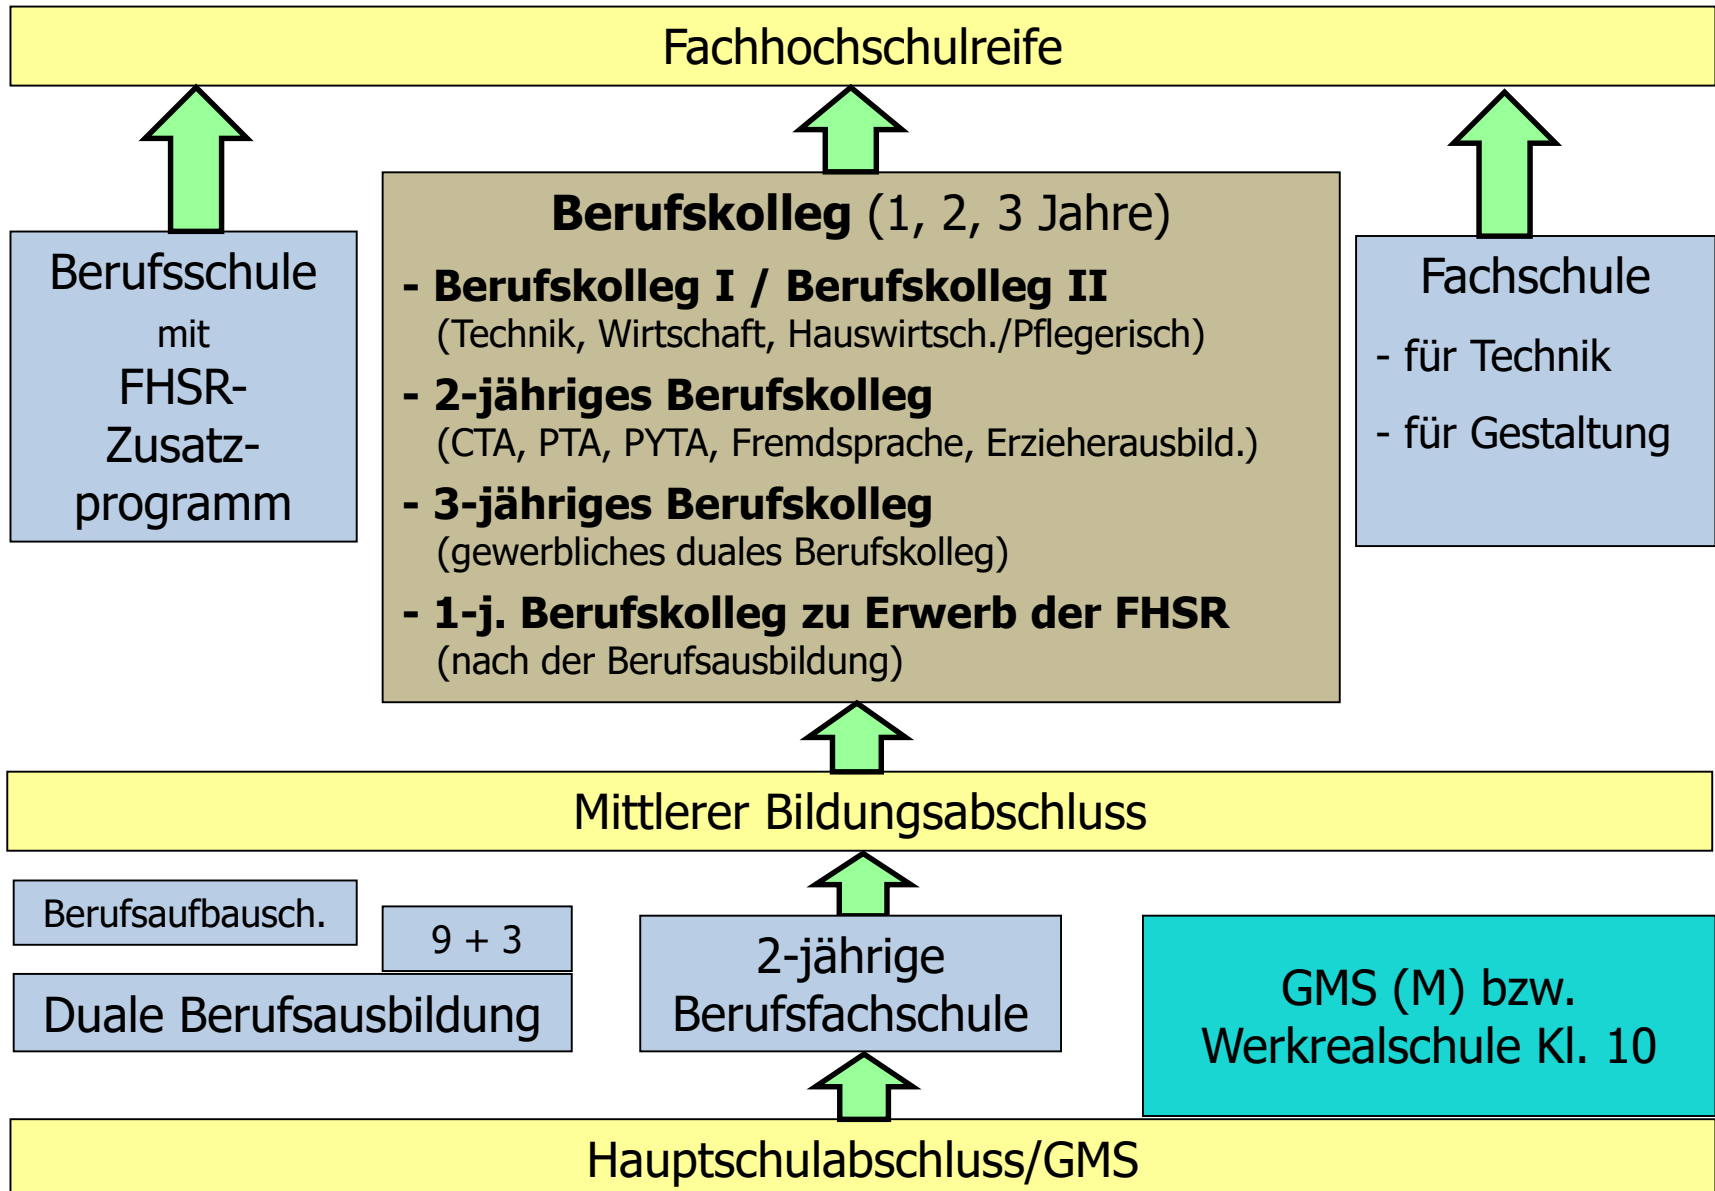 Fachhochschulreife
Berufsschule
mit
FHSR-
Zusatz-
programm
Berufskolleg (1, 2, 3 Jahre)
- Berufskolleg I / Berufskolleg II
(Technik, Wirtschaft, Hauswirtsch./Pflegerisch)
- 2-jähriges Berufskolleg
(CTA, PTA, PYTA, Fremdsprache, Erzieherausbild.)
- 3-jähriges Berufskolleg
(gewerbliches duales Berufskolleg)
- 1-j. Berufskolleg zu Erwerb der FHSR
(nach der Berufsausbildung)
Fachschule
- für Technik
- für Gestaltung
Mittlerer Bildungsabschluss
Berufsaufbausch.
9 + 3
Duale Berufsausbildung
2-jährige
Berufsfachschule
GMS (M) bzw.
Werkrealschule Kl. 10
Hauptschulabschluss/GMS